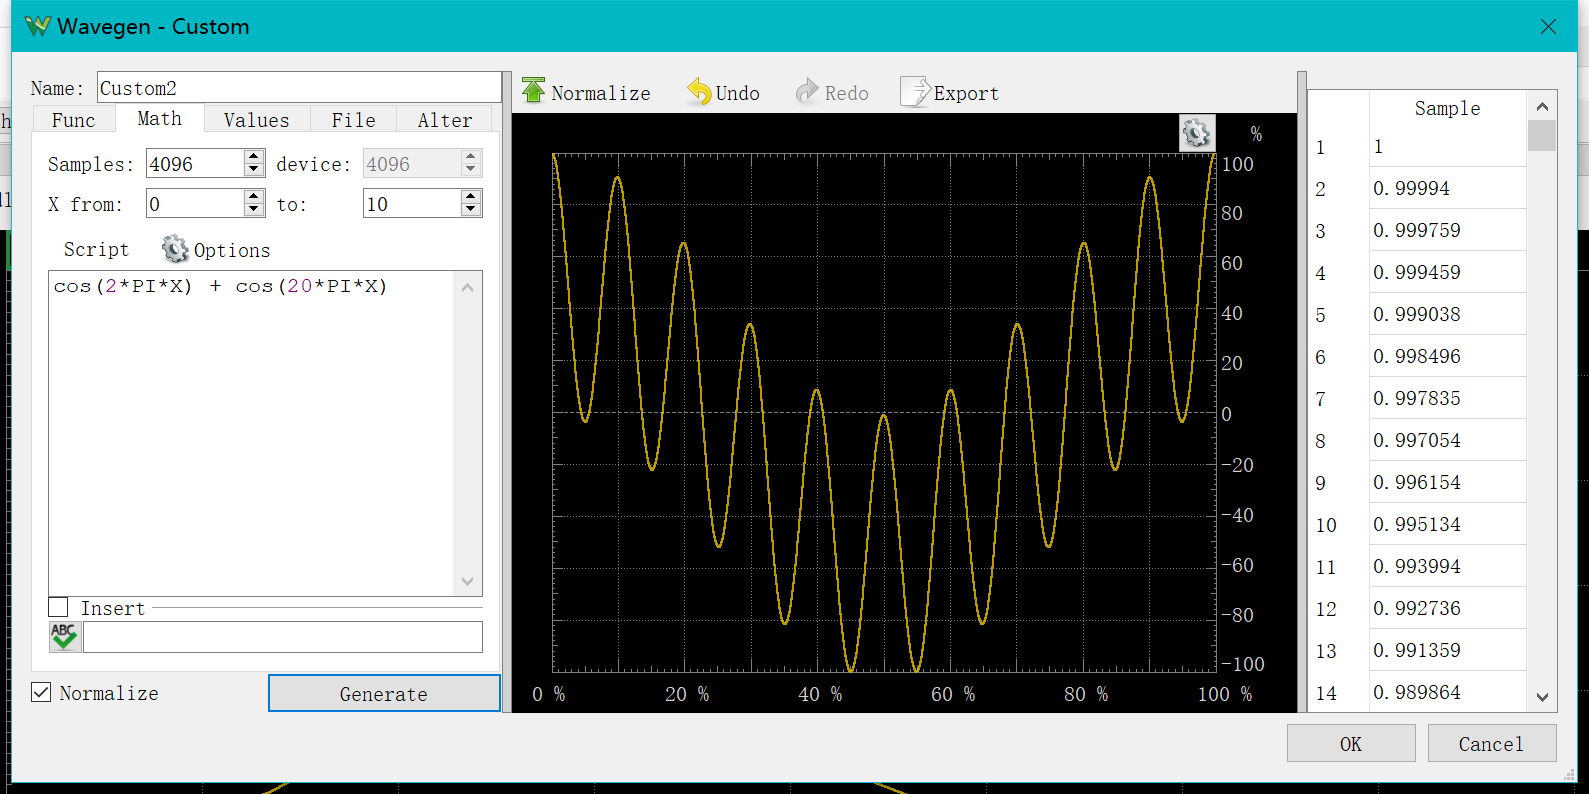 Wavegen - Custom
Name: Custom2
Func Math Values File Alter
Samples: 4096 device: 4096
X from: 0 to: 10
Script Options
cos(2*PI*X) + cos(20*PI*X)
Insert
ABC
Normalize Generate
Normalize Undo Redo Export
%
100
80
60
40
20
0
-20
-40
-60
-80
-100
0 % 20 % 40 % 60 % 80 % 100 %
Sample
1 1
2 0.99994
3 0.999759
4 0.999459
5 0.999038
6 0.998496
7 0.997835
8 0.997054
9 0.996154
10 0.995134
11 0.993994
12 0.992736
13 0.991359
14 0.989864
OK Cancel